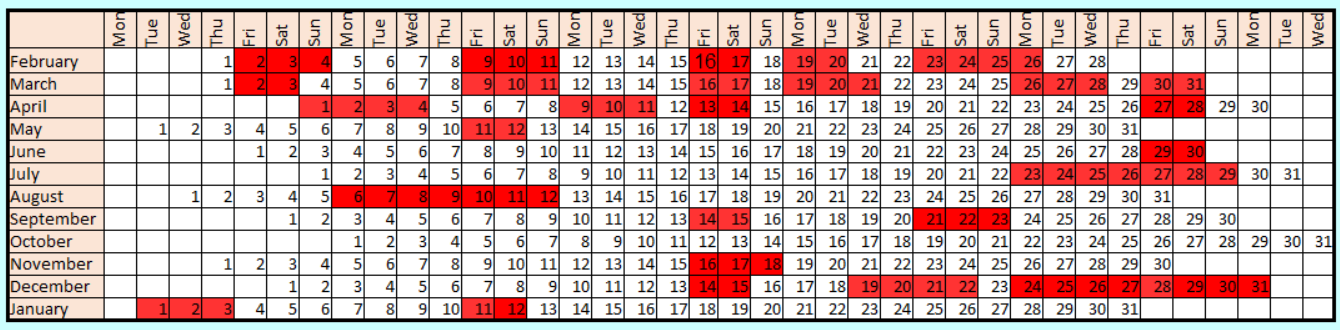 Mon Tue Wed Thu Fri Sat Sun Mon Tue Wed Thu Fri Sat Sun Mon Tue Wed Thu Fri Sat Sun Mon Tue Wed Thu Fri Sat Sun Mon Tue Wed Thu Fri Sat Sun Mon Tue Wed
February 1 2 3 4 5 6 7 8 9 10 11 12 13 14 15 16 17 18 19 20 21 22 23 24 25 26 27 28
March 1 2 3 4 5 6 7 8 9 10 11 12 13 14 15 16 17 18 19 20 21 22 23 24 25 26 27 28 29 30 31
April 1 2 3 4 5 6 7 8 9 10 11 12 13 14 15 16 17 18 19 20 21 22 23 24 25 26 27 28 29 30
May 1 2 3 4 5 6 7 8 9 10 11 12 13 14 15 16 17 18 19 20 21 22 23 24 25 26 27 28 29 30 31
June 1 2 3 4 5 6 7 8 9 10 11 12 13 14 15 16 17 18 19 20 21 22 23 24 25 26 27 28 29 30
July 1 2 3 4 5 6 7 8 9 10 11 12 13 14 15 16 17 18 19 20 21 22 23 24 25 26 27 28 29 30 31
August 1 2 3 4 5 6 7 8 9 10 11 12 13 14 15 16 17 18 19 20 21 22 23 24 25 26 27 28 29 30 31
September 1 2 3 4 5 6 7 8 9 10 11 12 13 14 15 16 17 18 19 20 21 22 23 24 25 26 27 28 29 30
October 1 2 3 4 5 6 7 8 9 10 11 12 13 14 15 16 17 18 19 20 21 22 23 24 25 26 27 28 29 30 31
November 1 2 3 4 5 6 7 8 9 10 11 12 13 14 15 16 17 18 19 20 21 22 23 24 25 26 27 28 29 30
December 1 2 3 4 5 6 7 8 9 10 11 12 13 14 15 16 17 18 19 20 21 22 23 24 25 26 27 28 29 30 31
January 1 2 3 4 5 6 7 8 9 10 11 12 13 14 15 16 17 18 19 20 21 22 23 24 25 26 27 28 29 30 31